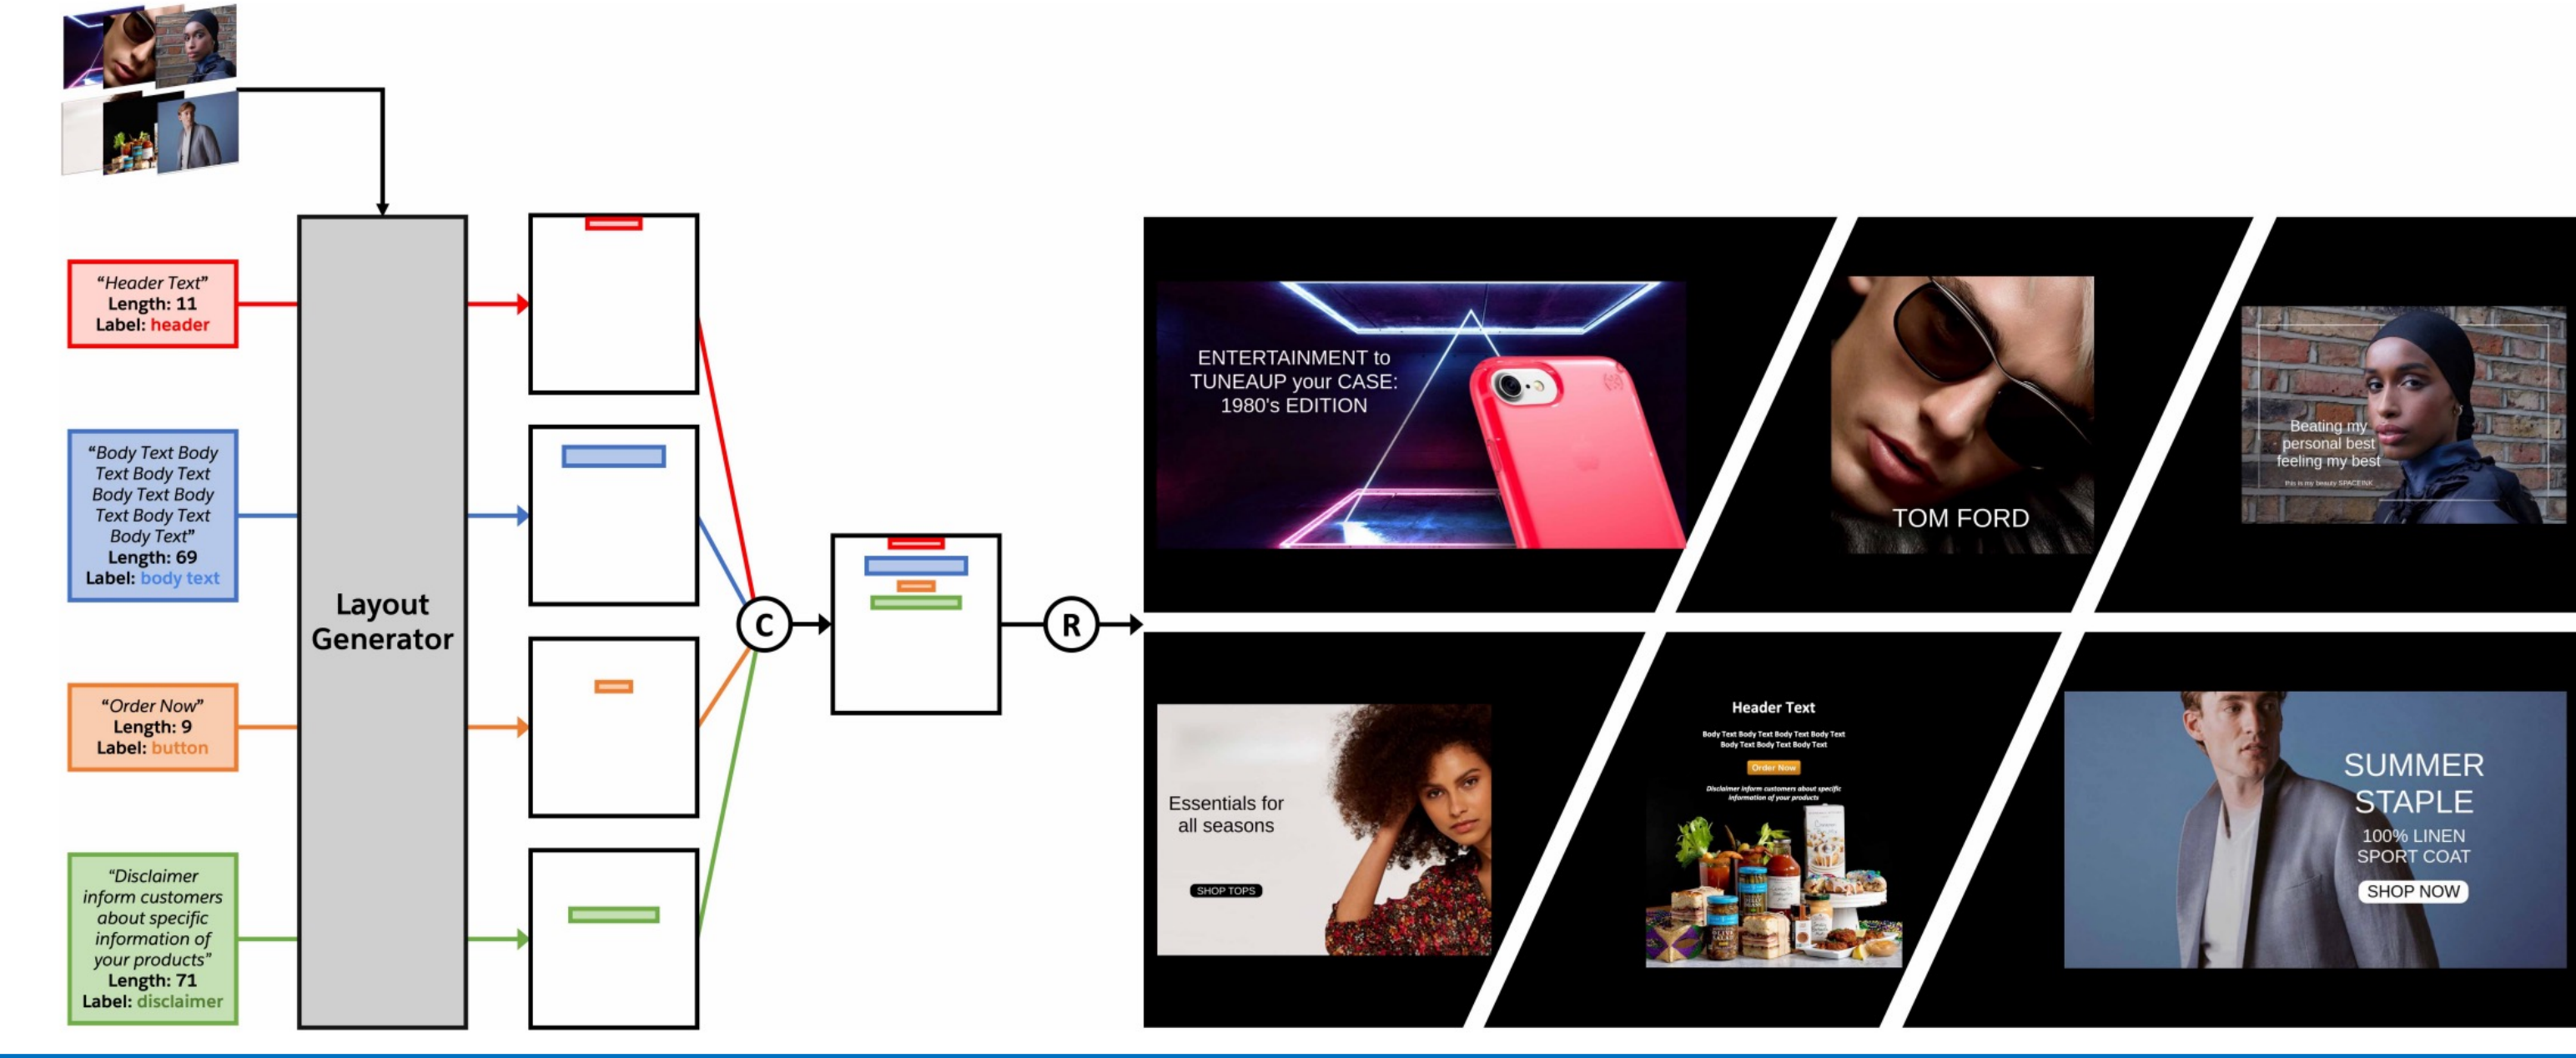 “Header Text”
Length: 11
Label: header
“Body Text Body
Text Body Text
Body Text Body
Text Body Text
Body Text”
Length: 69
Label: body text
“Order Now”
Length: 9
Label: button
“Disclaimer
inform customers
about specific
information of
your products”
Length: 71
Label: disclaimer
Layout
Generator
C
R
ENTERTAINMENT to
TUNEAUP your CASE:
1980's EDITION
TOM FORD
Beating my
personal best
feeling my best
this is my beauty SPACEINK
Essentials for
all seasons
SHOP TOPS
Header Text
Body Text Body Text Body Text Body Text
Body Text Body Text Body Text
Order Now
Disclaimer inform customers about specific
information of your products
SUMMER
STAPLE
100% LINEN
SPORT COAT
SHOP NOW